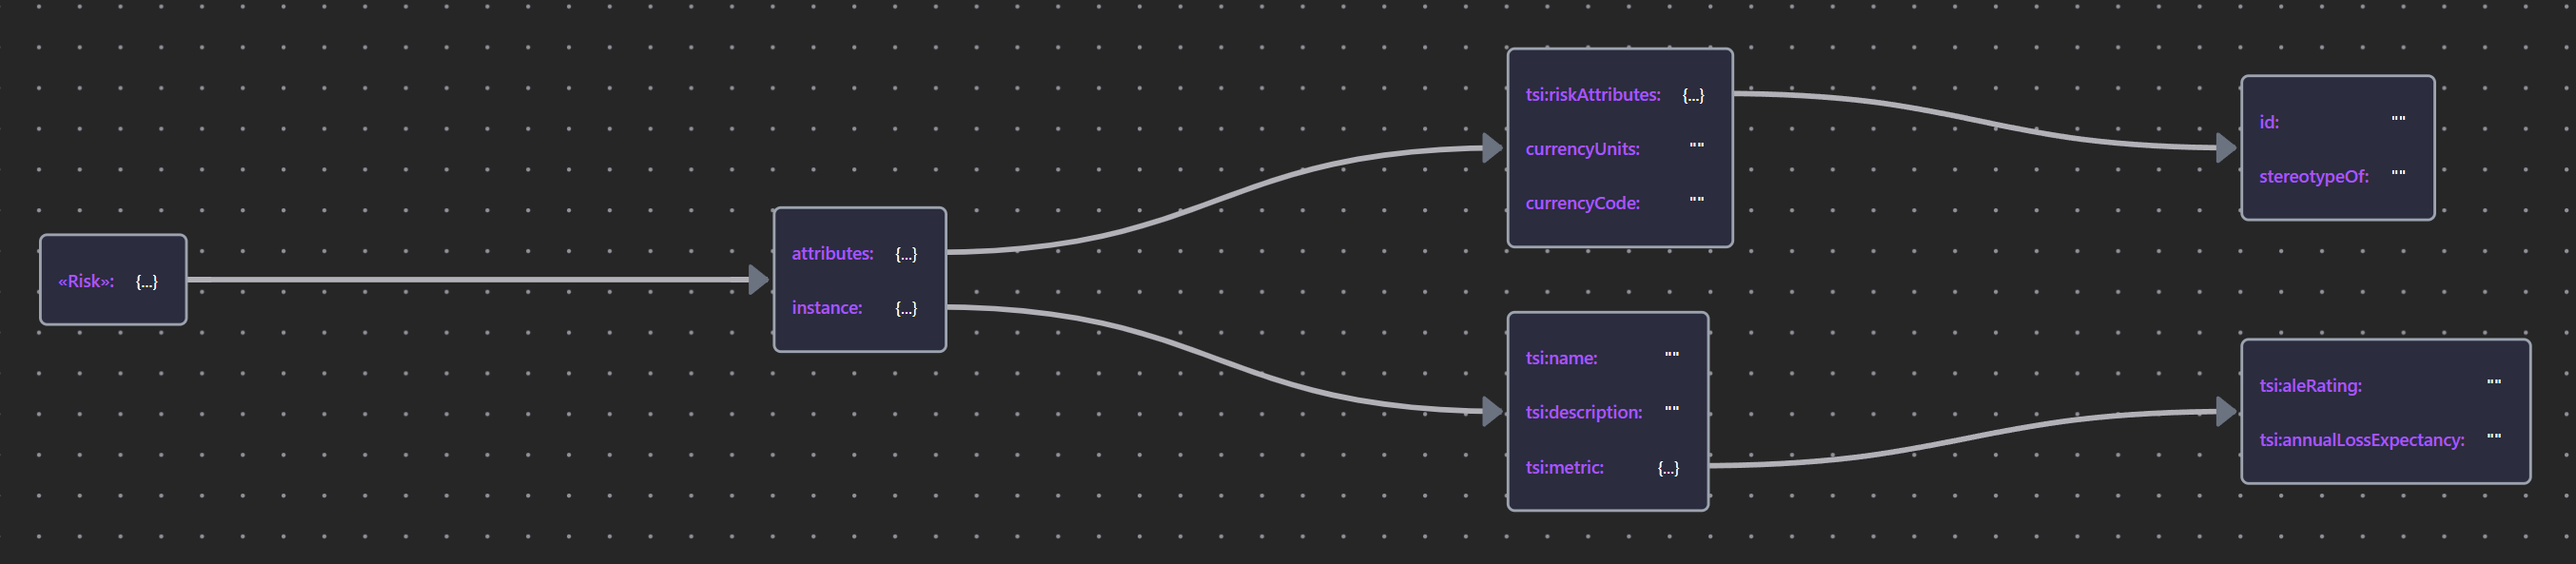 «Risk»: {...}
attributes: {...}
instance: {...}
tsi:riskAttributes: {...}
currencyUnits: ""
currencyCode: ""
id: ""
stereotypeOf: ""
tsi:name: ""
tsi:description: ""
tsi:metric: {...}
tsi:aleRating: ""
tsi:annualLossExpectancy: ""